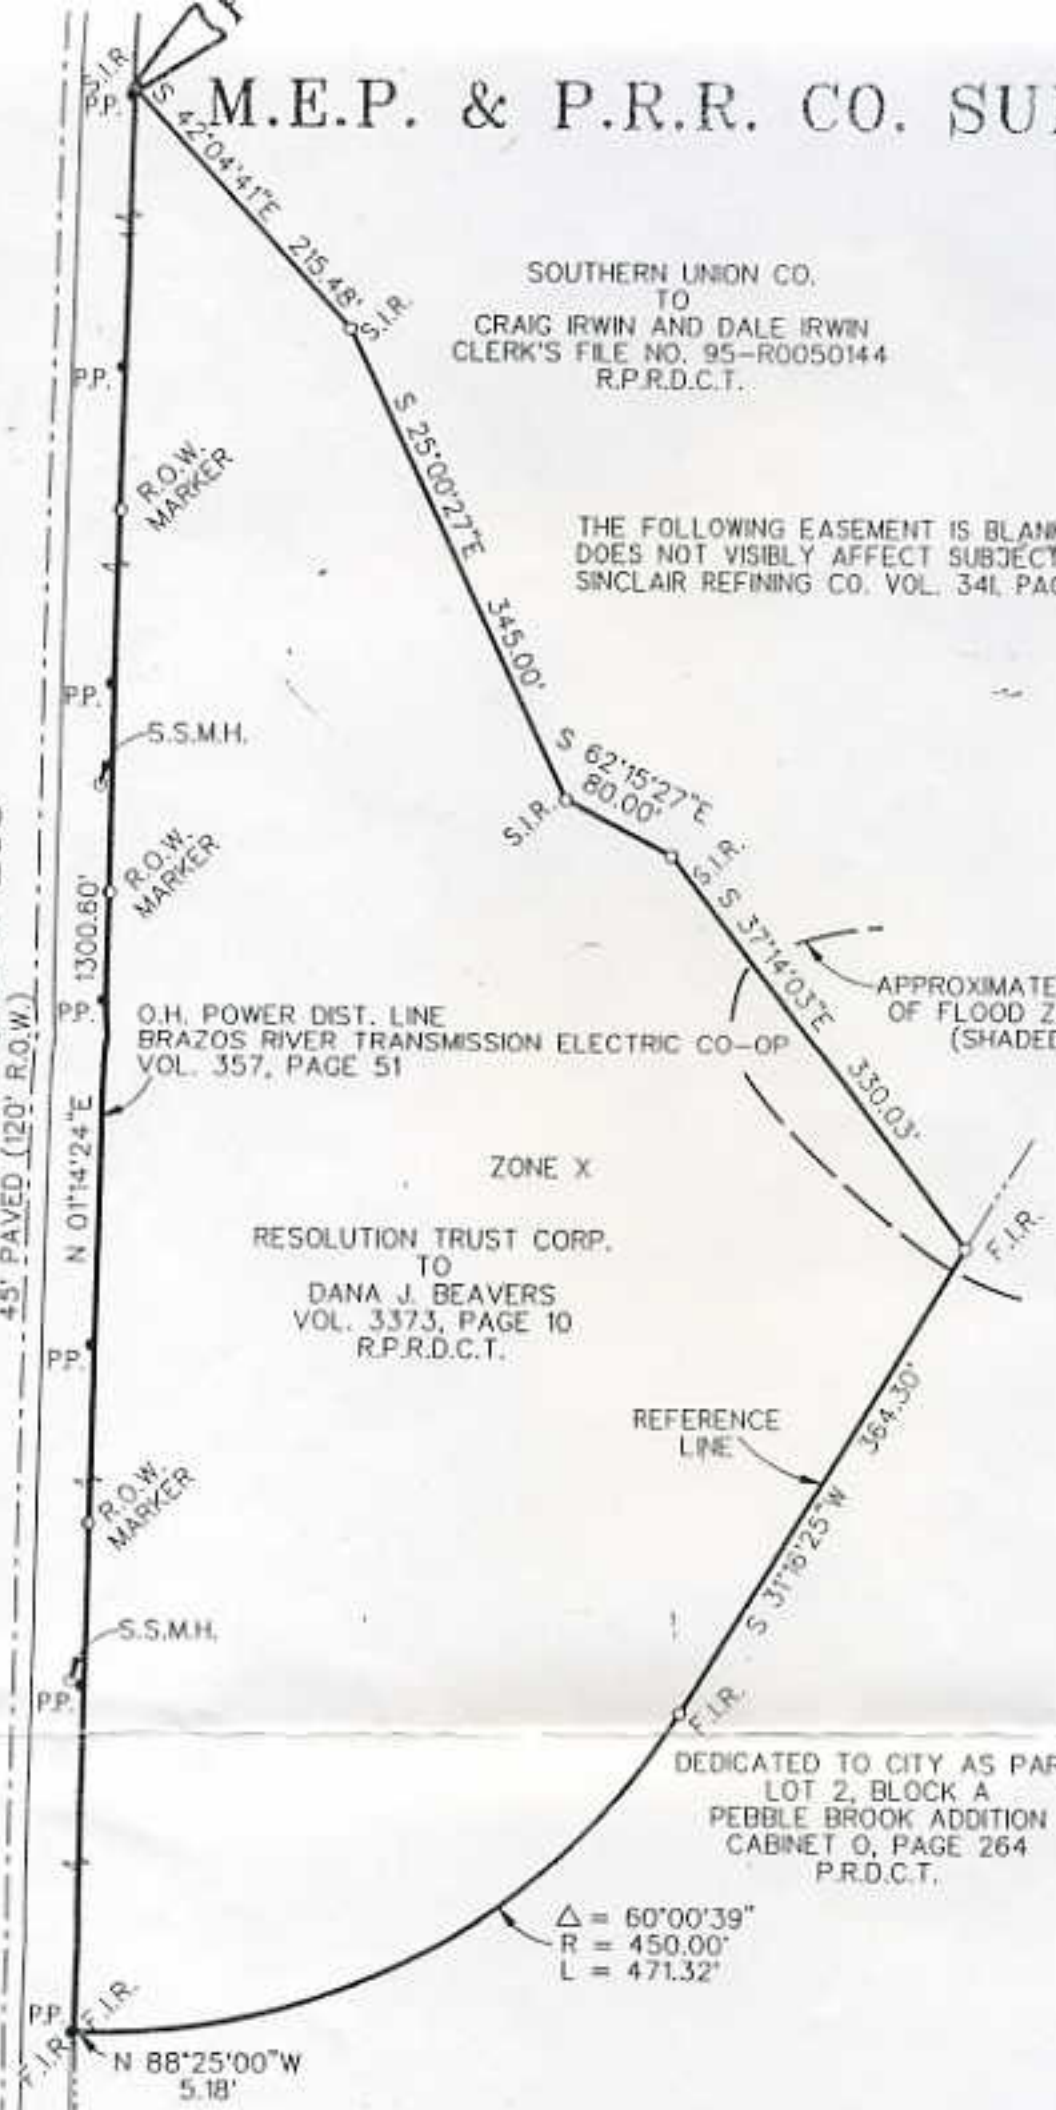 S.I.R.
P.P.
M.E.P. & P.R.R. CO.
S 42°04'41"E
215.48'
S.I.R.
SOUTHERN UNION CO.
TO
CRAIG IRWIN AND DALE IRWIN
CLERK'S FILE NO. 95-R0050144
R.P.R.D.C.T.
P.P.
S 25°00'27"E
345.00'
R.O.W.
MARKER
THE FOLLOWING EASEMENT IS
DOES NOT VISIBLY AFFECT SUBJECT
SINCLAIR REFINING CO. VOL. 341,
P.P.
S.S.M.H.
S 62°15'27"E
80.00'
S.I.R.
S.I.R.
R.O.W.
MARKER
S 37°14'03"E
330.03'
1300.60'
N 01°14'24"E
P.P.
O.H. POWER DIST. LINE
BRAZOS RIVER TRANSMISSION ELECTRIC CO-OP
VOL. 357, PAGE 51
APPROXIMATE
OF FLOOD
(SHADED
45' PAVED (120' R.O.W.)
ZONE X
F.I.R.
RESOLUTION TRUST CORP.
TO
DANA J. BEAVERS
VOL. 3373, PAGE 10
R.P.R.D.C.T.
P.P.
REFERENCE
LINE
364.30'
S 31°16'25"W
R.O.W.
MARKER
S.S.M.H.
P.P.
F.I.R.
DEDICATED TO CITY AS
LOT 2, BLOCK A
PEBBLE BROOK ADDITION
CABINET O, PAGE 264
P.R.D.C.T.
△ = 60°00'39"
R = 450.00'
L = 471.32'
P.P.
F.I.R.
F.I.R.
N 88°25'00"W
5.18'